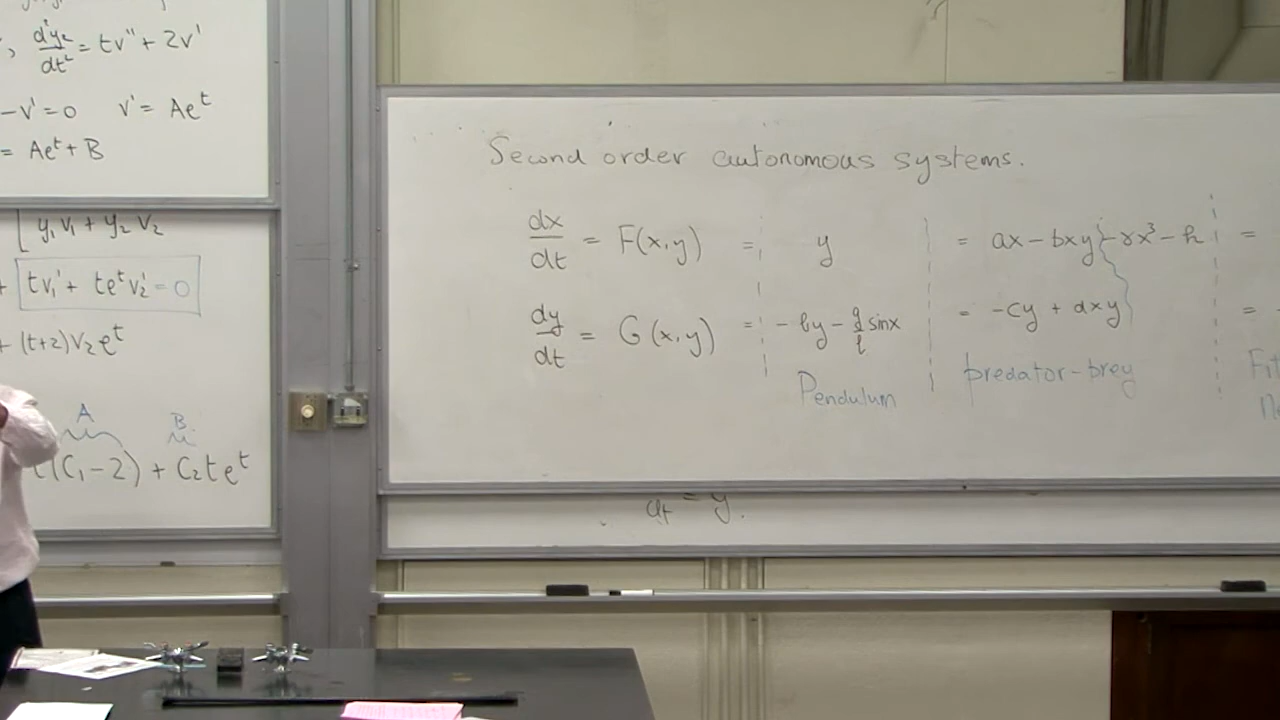 , d²y₂/dt² = tv'' + 2v'
-v' = 0 v' = Ae^t
= Ae^t + B
[ y₁v₁ + y₂v₂
+ tv₁' + te^t v₂' = 0
+ (t+2)v₂e^t
A B
t(C₁-2) + C₂te^t
Second order autonomous systems.
dx/dt = F(x,y) = y = ax - bxy - γx³ - h =
dy/dt = G(x,y) = -by - g/l sinx = -cy + dxy = -
Pendulum predator-prey Fit
= y.